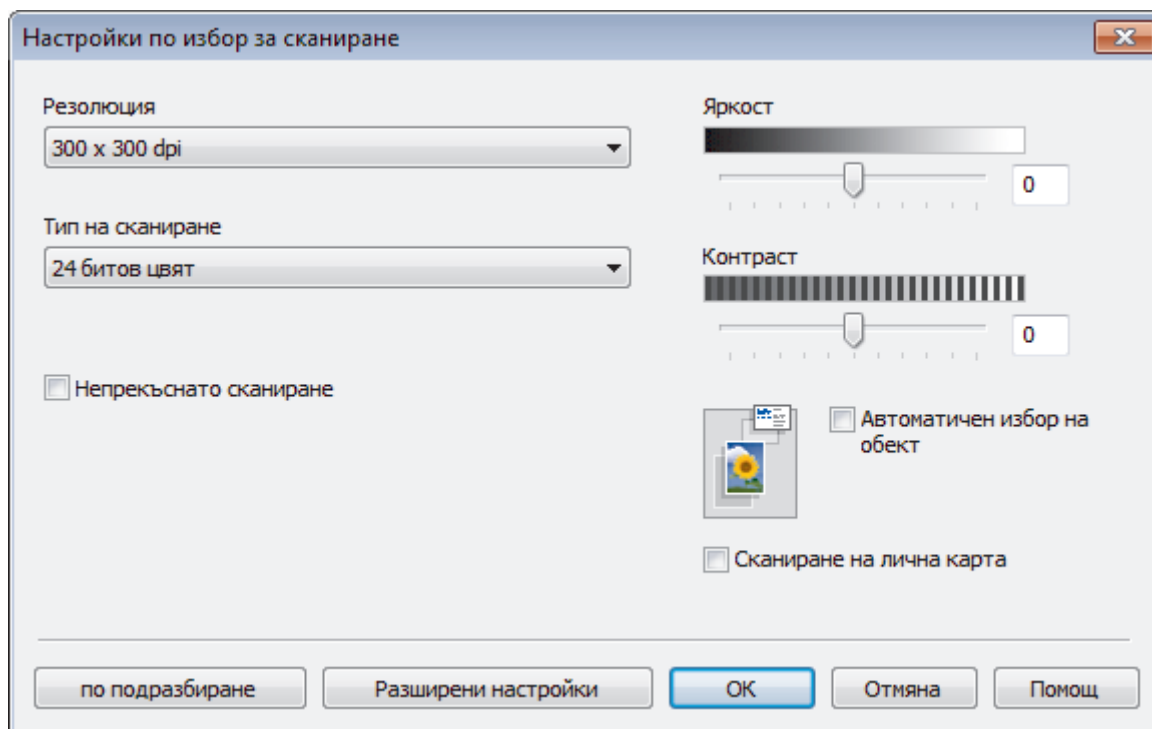 Настройки по избор за сканиране
Резолюция
300 x 300 dpi
Тип на сканиране
24 битов цвят
Непрекъснато сканиране
Яркост
0
Контраст
0
Автоматичен избор на
обект
Сканиране на лична карта
по подразбиране
Разширени настройки
OK
Отмяна
Помощ